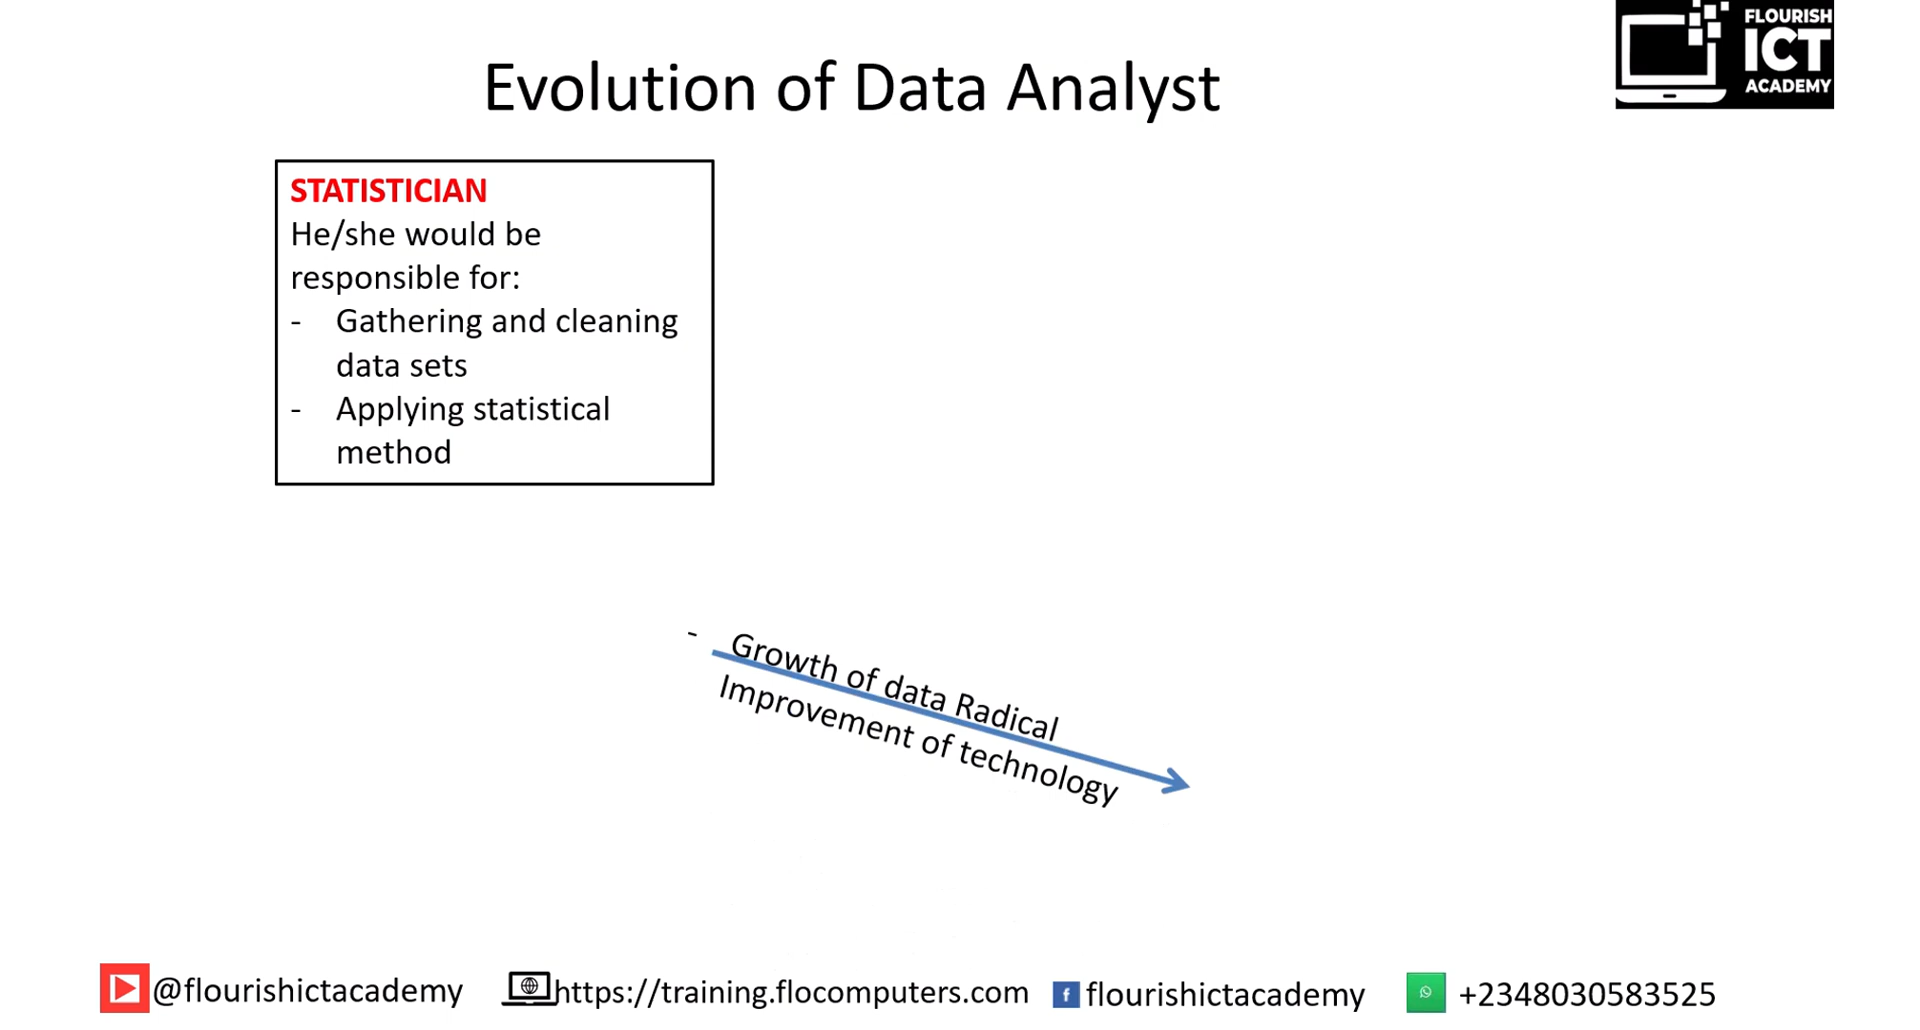 FLOURISH
ICT
ACADEMY
Evolution of Data Analyst
STATISTICIAN
He/she would be
responsible for:
- Gathering and cleaning
data sets
- Applying statistical
method
- Growth of data Radical
Improvement of technology
@flourishictacademy
https://training.flocomputers.com
flourishictacademy
+2348030583525